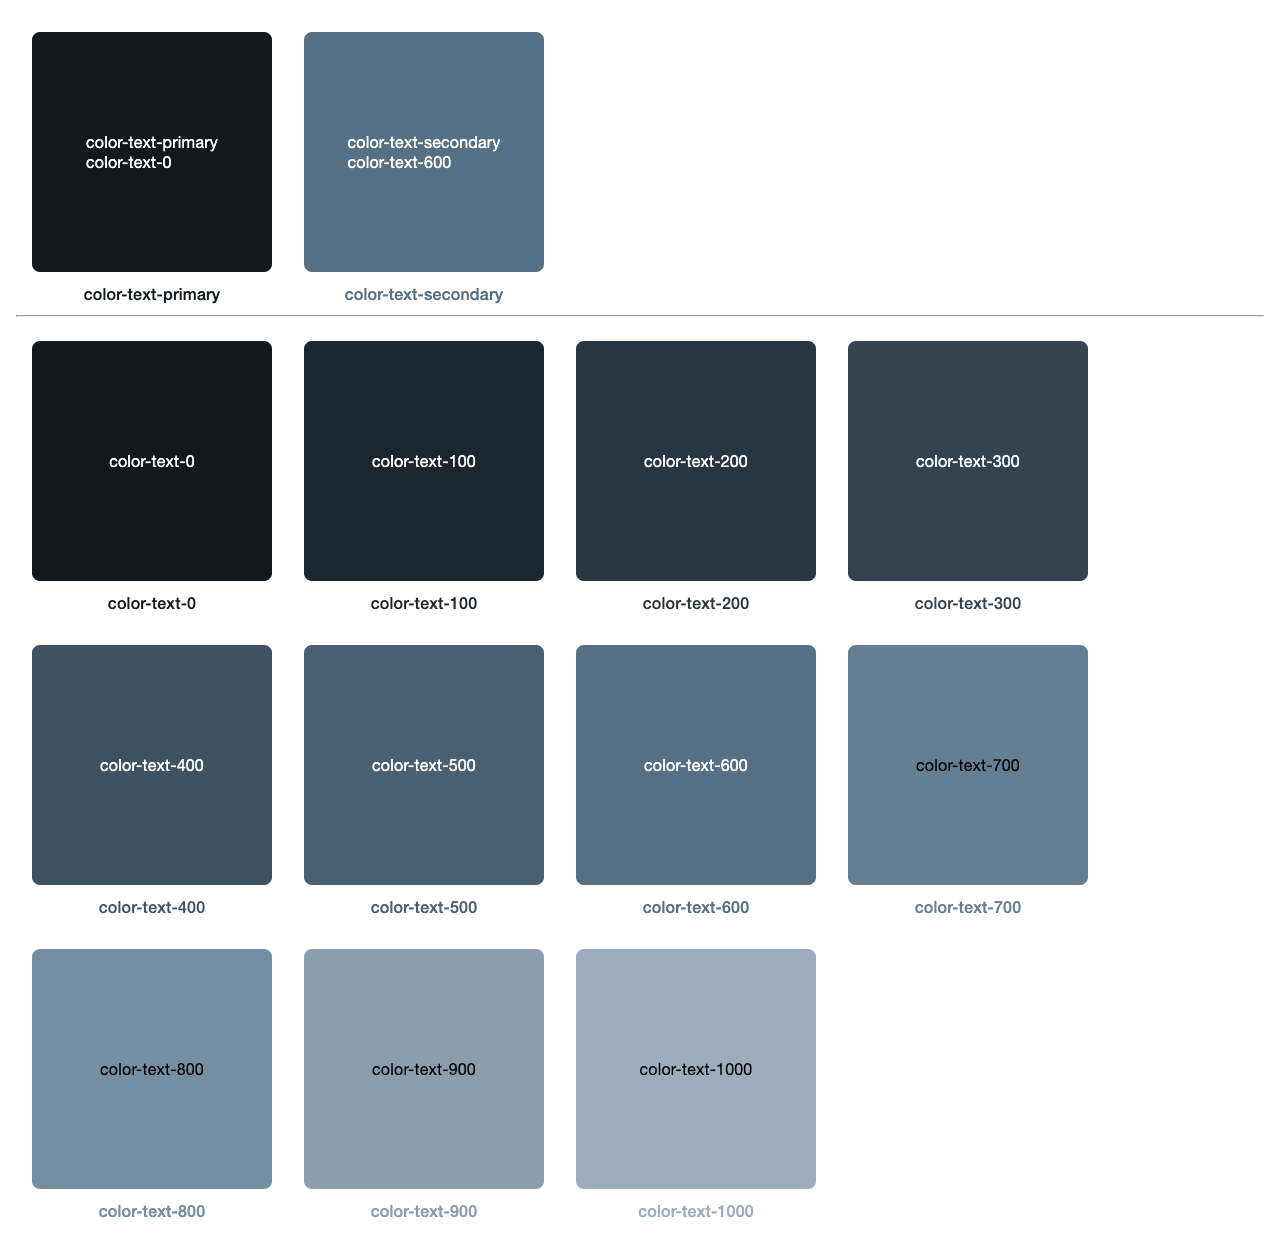 color-text-primary
color-text-0
color-text-secondary
color-text-600
color-text-primary
color-text-secondary
color-text-0
color-text-100
color-text-200
color-text-300
color-text-0
color-text-100
color-text-200
color-text-300
color-text-400
color-text-500
color-text-600
color-text-700
color-text-400
color-text-500
color-text-600
color-text-700
color-text-800
color-text-900
color-text-1000
color-text-800
color-text-900
color-text-1000